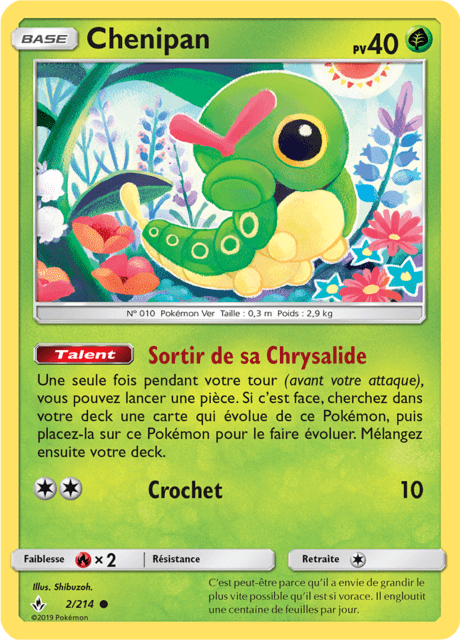 BASE Chenipan PV40
N° 010 Pokémon Ver Taille : 0,3 m Poids : 2,9 kg
Talent Sortir de sa Chrysalide
Une seule fois pendant votre tour (avant votre attaque),
vous pouvez lancer une pièce. Si c'est face, cherchez dans
votre deck une carte qui évolue de ce Pokémon, puis
placez-la sur ce Pokémon pour le faire évoluer. Mélangez
ensuite votre deck.
Crochet 10
Faiblesse ×2 Résistance Retraite
Illus. Shibuzoh.
2/214
©2019 Pokémon
C'est peut-être parce qu'il a envie de grandir le
plus vite possible qu'il est si vorace. Il engloutit
une centaine de feuilles par jour.